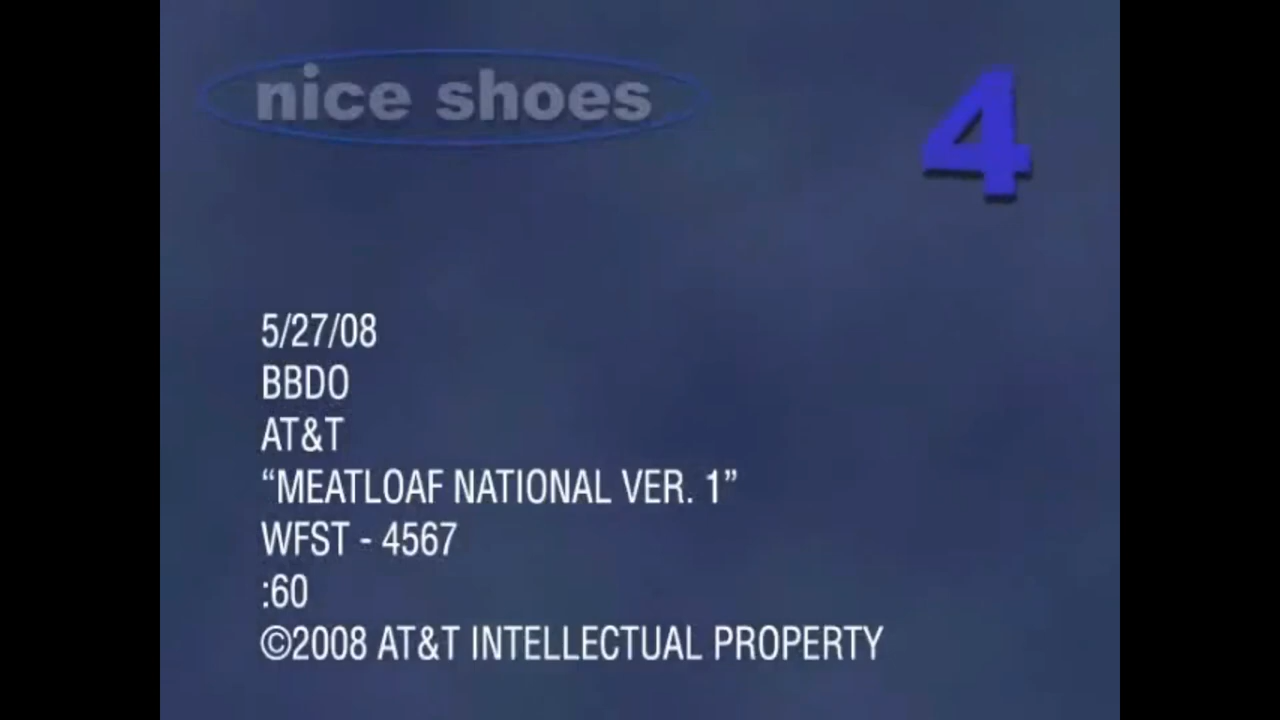 nice shoes
4
5/27/08
BBDO
AT&T
“MEATLOAF NATIONAL VER. 1”
WFST - 4567
:60
©2008 AT&T INTELLECTUAL PROPERTY